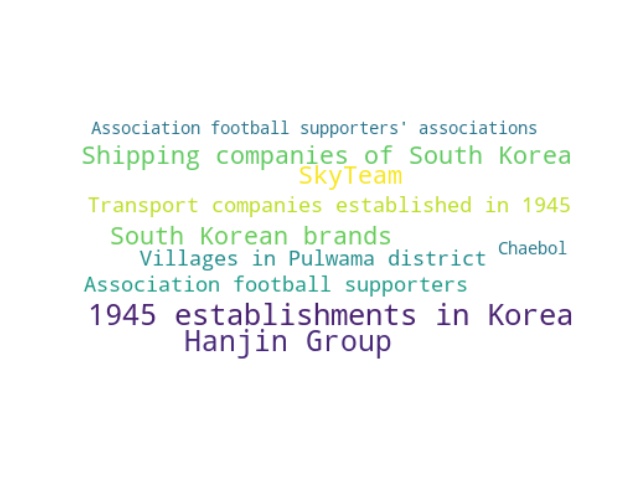 Association football supporters' associations
Shipping companies of South Korea
SkyTeam
Transport companies established in 1945
South Korean brands
Chaebol
Villages in Pulwama district
Association football supporters
1945 establishments in Korea
Hanjin Group